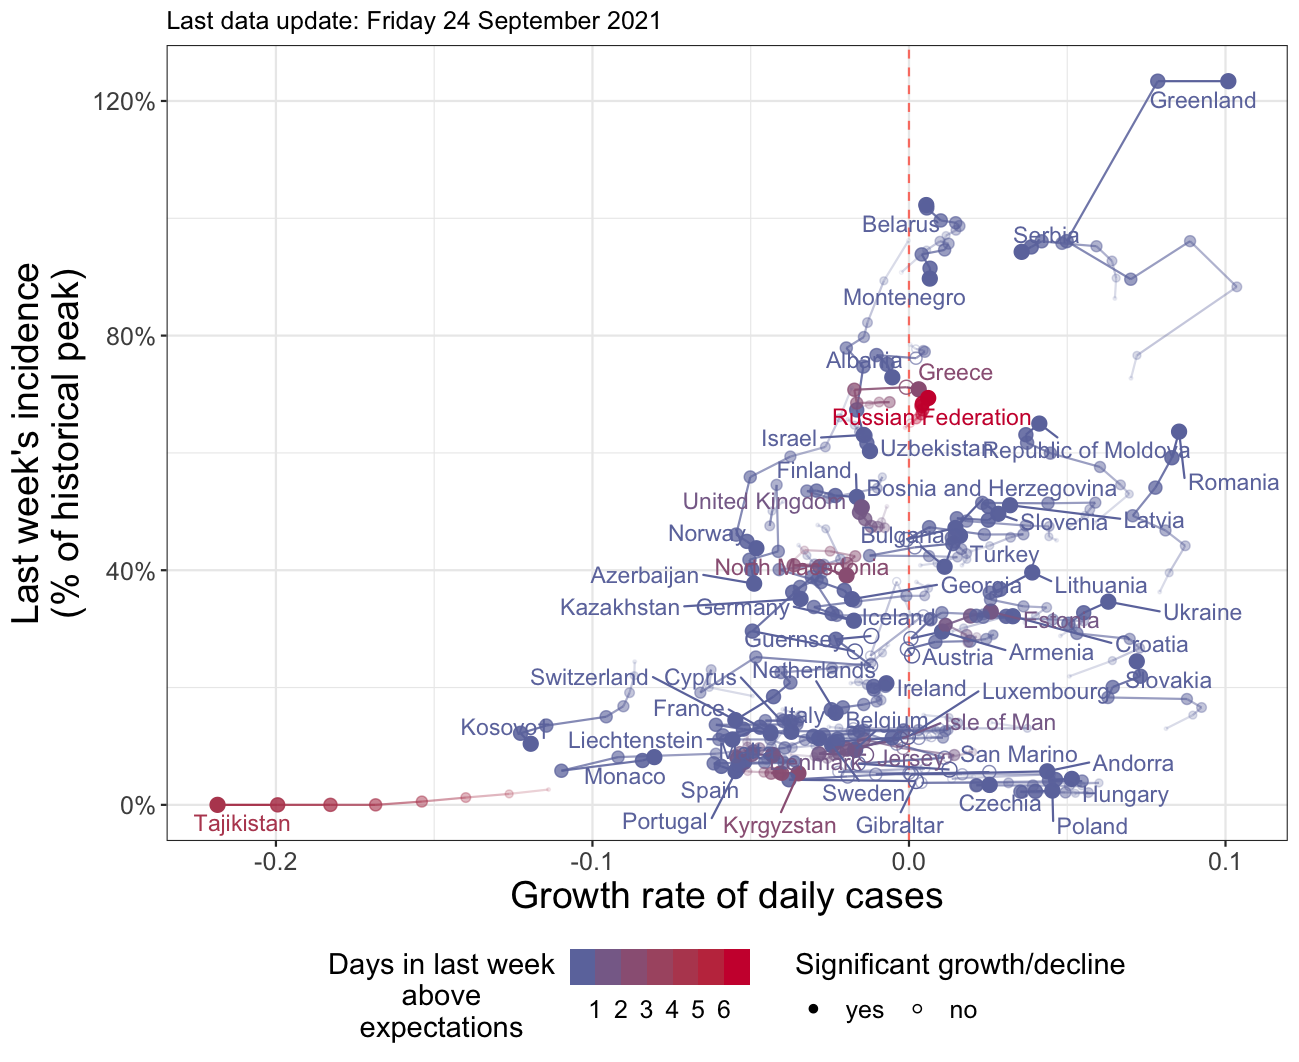 Last data update: Friday 24 September 2021
Last week's incidence
(% of historical peak)
120%
80%
40%
0%
Greenland
Belarus
Serbia
Montenegro
Albania
Greece
Russian Federation
Israel
Uzbekistan
Republic of Moldova
Finland
Romania
Bosnia and Herzegovina
United Kingdom
Latvia
Slovenia
Norway
Bulgaria
Turkey
North Macedonia
Azerbaijan
Georgia
Lithuania
Kazakhstan
Germany
Ukraine
Iceland
Estonia
Guernsey
Croatia
Armenia
Austria
Netherlands
Switzerland
Cyprus
Slovakia
Ireland
Luxembourg
France
Italy
Belgium
Isle of Man
Kosovo
Liechtenstein
San Marino
Jersey
Andorra
Monaco
Spain
Sweden
Hungary
Czechia
Tajikistan
Portugal
Kyrgyzstan
Gibraltar
Poland
-0.2
-0.1
0.0
0.1
Growth rate of daily cases
Days in last week
above
expectations
1 2 3 4 5 6
Significant growth/decline
yes
no